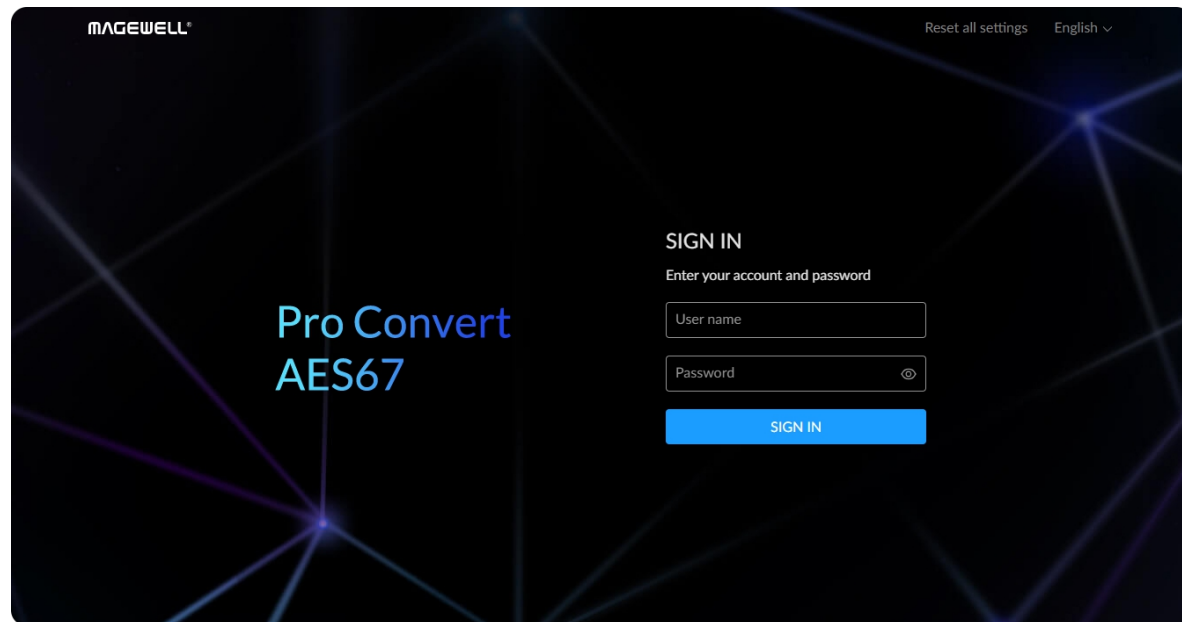 MAGEWELL®
Reset all settings English
SIGN IN
Enter your account and password
User name
Pro Convert
AES67
Password
SIGN IN